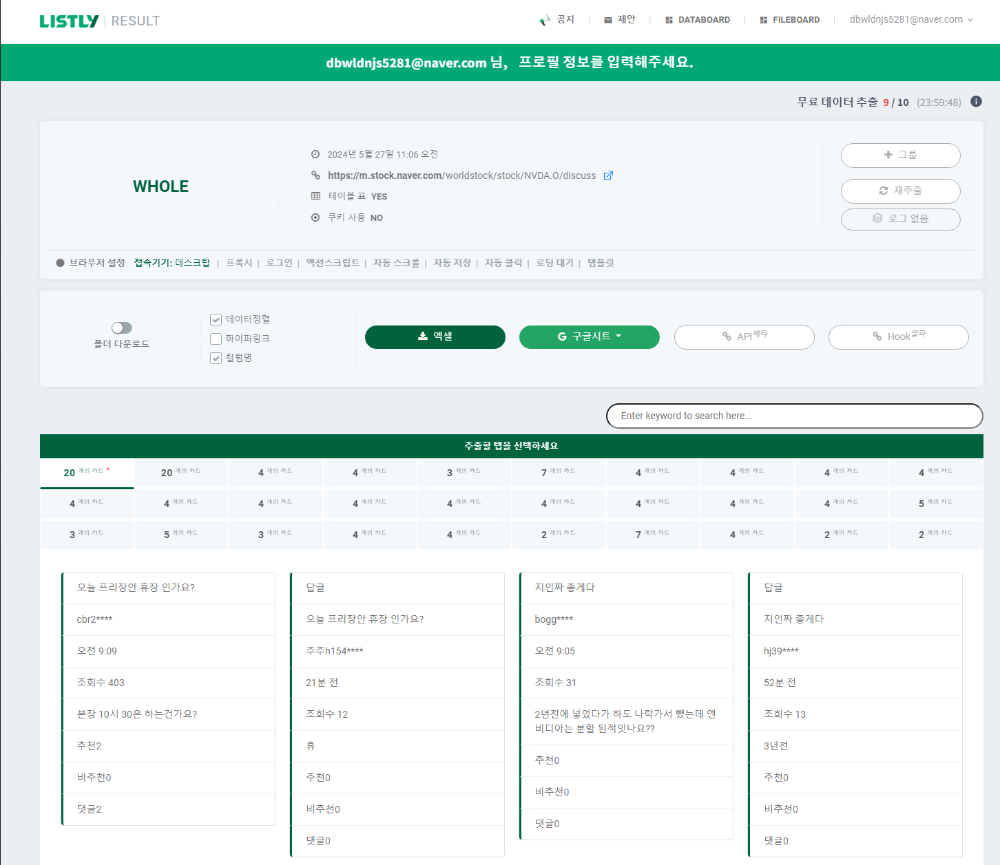 LISTLY | RESULT
공지
제안
DATABOARD
FILEBOARD
dbwldnjs5281@naver.com
dbwldnjs5281@naver.com 님, 프로필 정보를 입력해주세요.
무료 데이터 추출 9 / 10 (23:59:48)
WHOLE
2024년 5월 27일 11:06 오전
https://m.stock.naver.com/worldstock/stock/NVDA.O/discuss
테이블 표 YES
쿠키 사용 NO
그룹
재추출
로그 없음
브라우저 설정 접속기기: 데스크탑 | 프록시 | 로그인 | 액션스크립트 | 자동 스크롤 | 자동 저장 | 자동 클릭 | 로딩 대기 | 템플릿
폴더 다운로드
데이터정렬
하이퍼링크
컬럼명
엑셀
구글시트
API베타
Hook알파
Enter keyword to search here...
추출할 탭을 선택하세요
20 개의 카드 * 20 개의 카드 4 개의 카드 4 개의 카드 3 개의 카드 7 개의 카드 4 개의 카드 4 개의 카드 4 개의 카드 4 개의 카드
4 개의 카드 4 개의 카드 4 개의 카드 4 개의 카드 4 개의 카드 4 개의 카드 4 개의 카드 4 개의 카드 4 개의 카드 5 개의 카드
3 개의 카드 5 개의 카드 3 개의 카드 4 개의 카드 4 개의 카드 2 개의 카드 7 개의 카드 4 개의 카드 2 개의 카드 2 개의 카드
오늘 프리장안 휴장 인가요?
cbr2****
오전 9:09
조회수 403
본장 10시 30은 하는건가요?
추천2
비추천0
댓글2
답글
오늘 프리장안 휴장 인가요?
주주h154****
21분 전
조회수 12
휴
추천0
비추천0
댓글0
지인짜 좋게다
bogg****
오전 9:05
조회수 31
2년전에 넣었다가 하도 나락가서 뺐는데 엔
비디아는 분할 된적잇나요??
추천0
비추천0
댓글0
답글
지인짜 좋게다
hj39****
52분 전
조회수 13
3년전
추천0
비추천0
댓글0